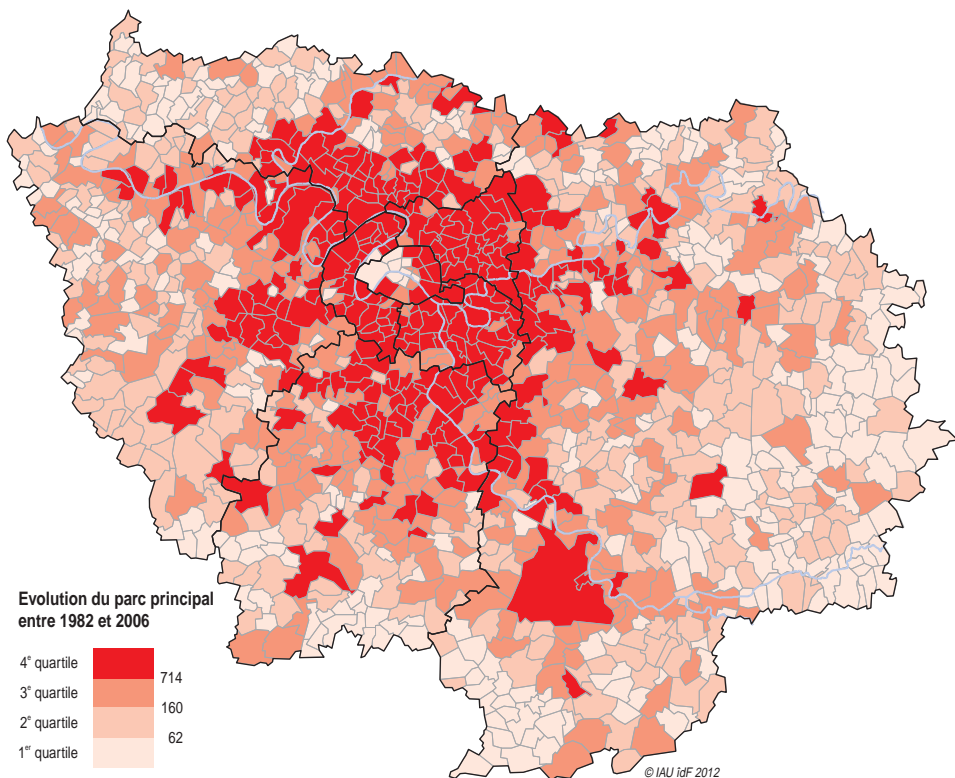 Evolution du parc principal
entre 1982 et 2006
4e quartile
714
3e quartile
160
2e quartile
62
1er quartile
© IAU îdF 2012